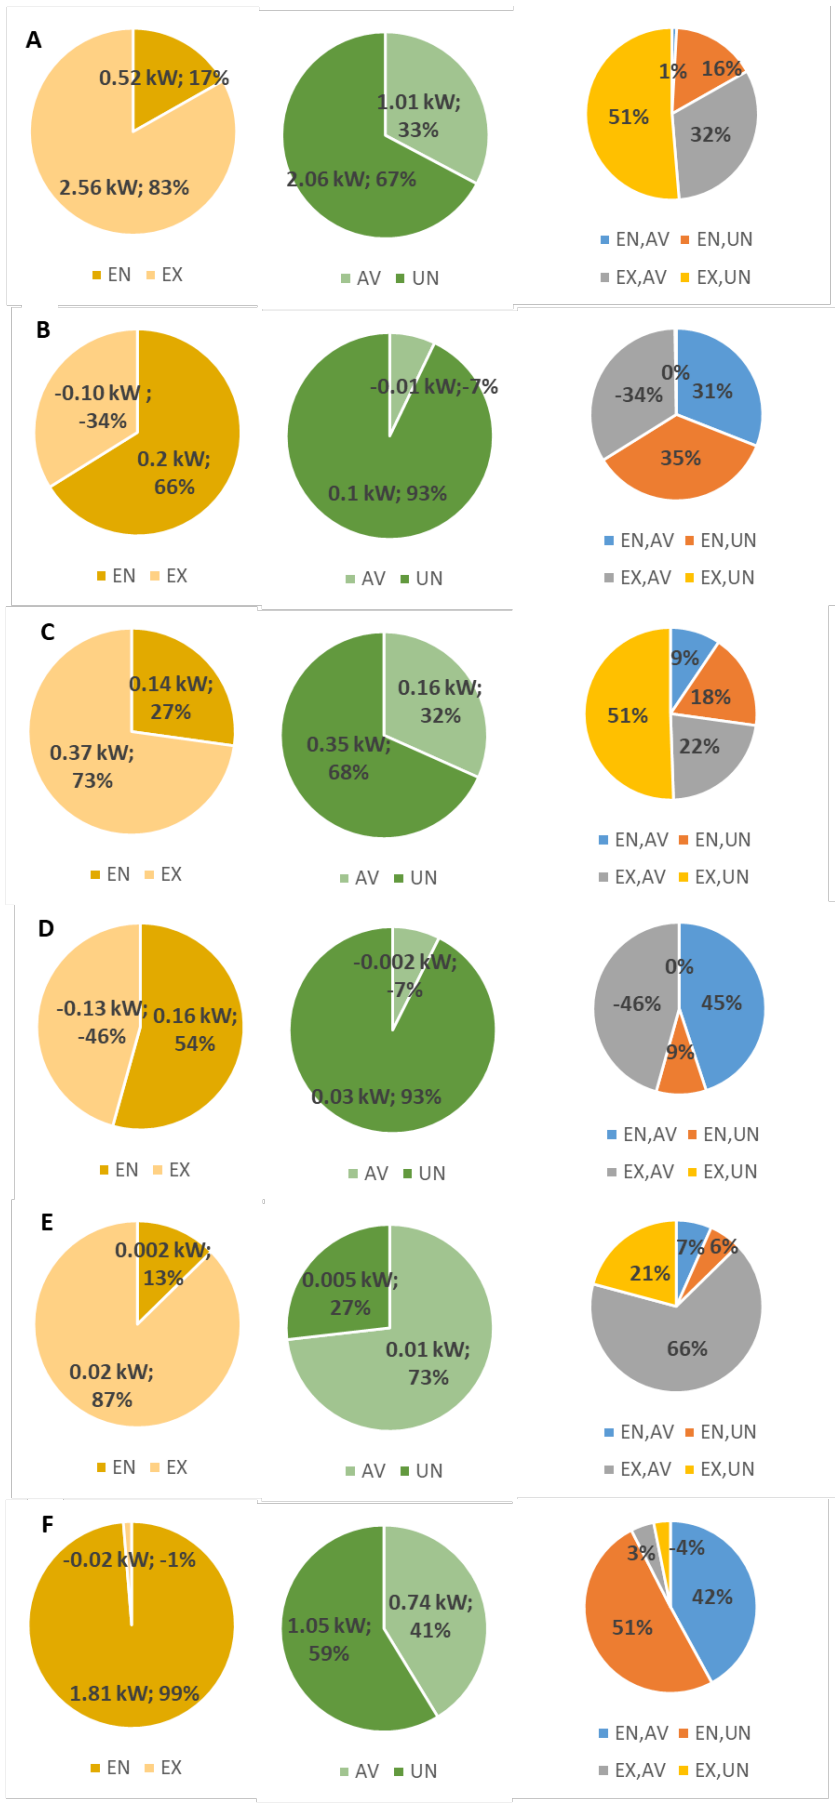 A
0.52 kW; 17%
2.56 kW; 83%
EN EX
1.01 kW;
33%
2.06 kW; 67%
AV UN
1%
16%
51%
32%
EN,AV EN,UN
EX,AV EX,UN
B
-0.10 kW ;
-34%
0.2 kW;
66%
EN EX
-0.01 kW;-7%
0.1 kW; 93%
AV UN
0%
-34%
31%
35%
EN,AV EN,UN
EX,AV EX,UN
C
0.14 kW;
27%
0.37 kW;
73%
EN EX
0.16 kW;
32%
0.35 kW;
68%
AV UN
9%
18%
51%
22%
EN,AV EN,UN
EX,AV EX,UN
D
-0.13 kW;
-46%
0.16 kW;
54%
EN EX
-0.002 kW;
-7%
0.03 kW; 93%
AV UN
0%
-46%
45%
9%
EN,AV EN,UN
EX,AV EX,UN
E
0.002 kW;
13%
0.02 kW;
87%
EN EX
0.005 kW;
27%
0.01 kW;
73%
AV UN
7%
6%
21%
66%
EN,AV EN,UN
EX,AV EX,UN
F
-0.02 kW; -1%
1.81 kW; 99%
EN EX
0.74 kW;
41%
1.05 kW;
59%
AV UN
3%
-4%
42%
51%
EN,AV EN,UN
EX,AV EX,UN